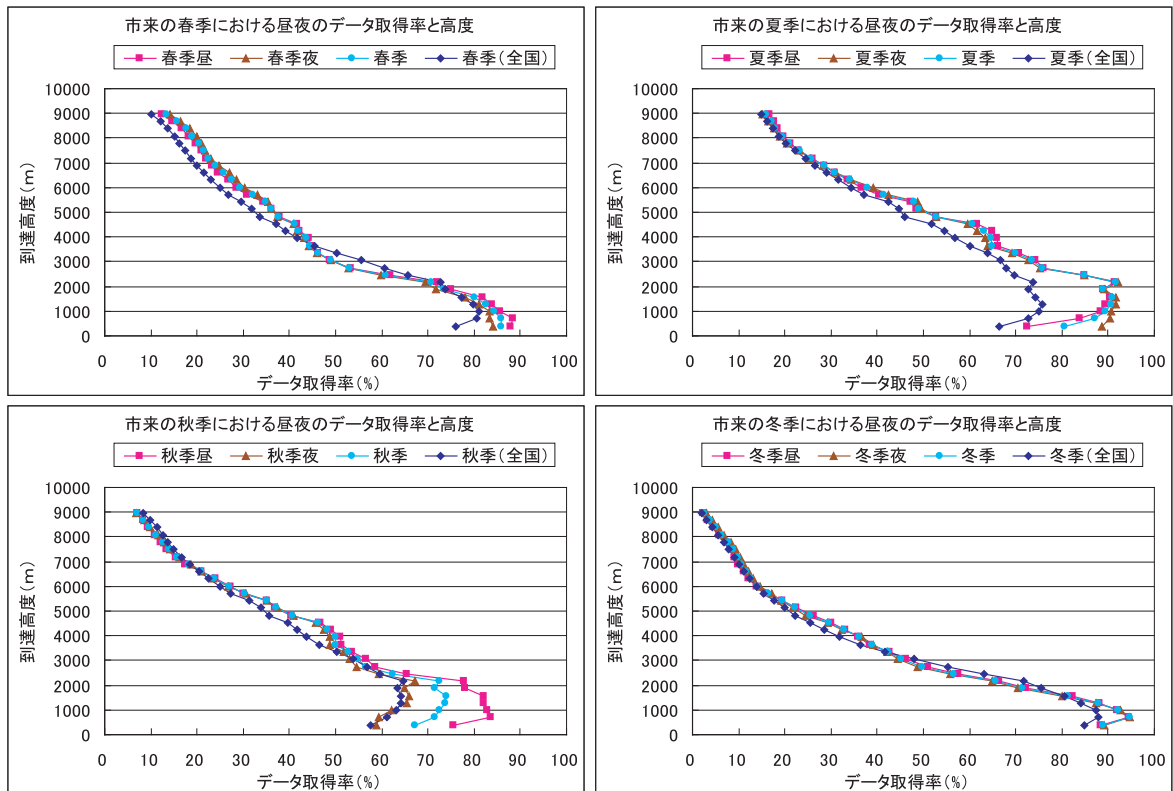 市来の春季における昼夜のデータ取得率と高度
春季昼 春季夜 春季 春季(全国)
到達高度(m)
10000
9000
8000
7000
6000
5000
4000
3000
2000
1000
0
0 10 20 30 40 50 60 70 80 90 100
データ取得率(%)
市来の夏季における昼夜のデータ取得率と高度
夏季昼 夏季夜 夏季 夏季(全国)
到達高度(m)
10000
9000
8000
7000
6000
5000
4000
3000
2000
1000
0
0 10 20 30 40 50 60 70 80 90 100
データ取得率(%)
市来の秋季における昼夜のデータ取得率と高度
秋季昼 秋季夜 秋季 秋季(全国)
到達高度(m)
10000
9000
8000
7000
6000
5000
4000
3000
2000
1000
0
0 10 20 30 40 50 60 70 80 90 100
データ取得率(%)
市来の冬季における昼夜のデータ取得率と高度
冬季昼 冬季夜 冬季 冬季(全国)
到達高度(m)
10000
9000
8000
7000
6000
5000
4000
3000
2000
1000
0
0 10 20 30 40 50 60 70 80 90 100
データ取得率(%)